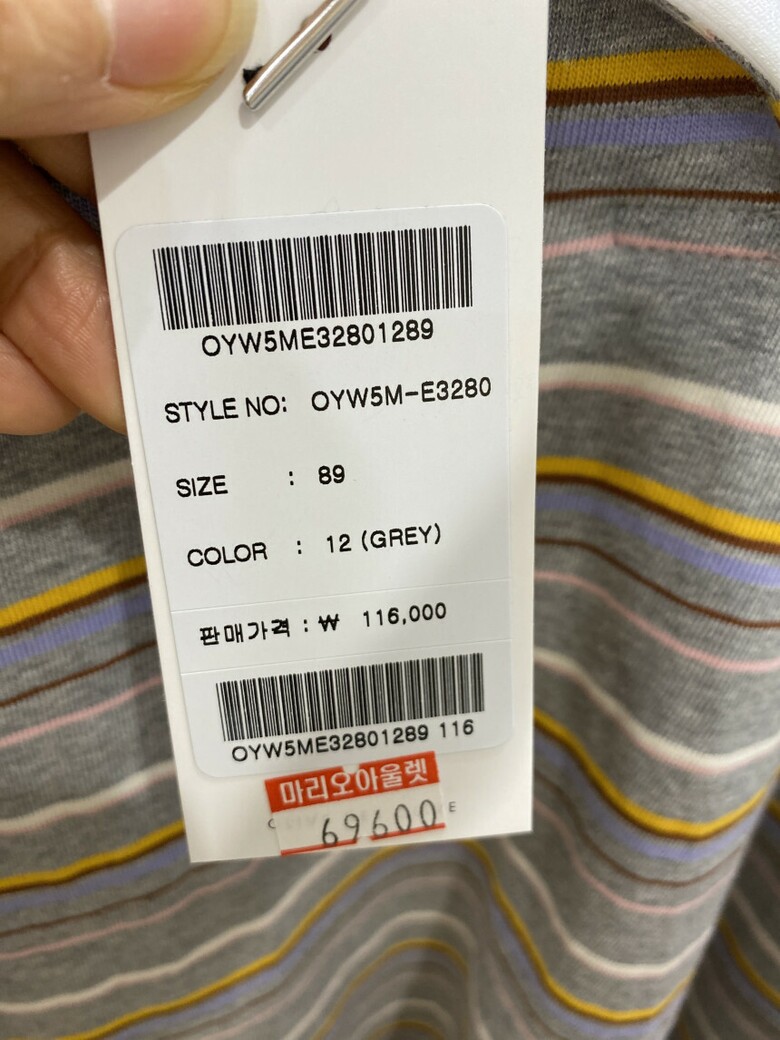 OYW5ME32801289
STYLE NO: OYW5M-E3280
SIZE : 89
COLOR : 12 (GREY)
판매가격 : ₩ 116,000
OYW5ME32801289 116
마리오아울렛
69600